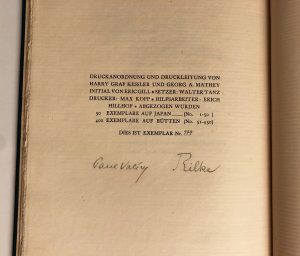 DRUCKANORDNUNG UND DRUCKLEITUNG VON
HARRY GRAF KESSLER UND GEORG A. MATHEY
INITIAL VON ERIC GILL • SETZER: WALTER TANZ
DRUCKER: MAX KOPP • HILFSARBEITER: ERICH
HILLHOF • ABGEZOGEN WURDEN
50 EXEMPLARE AUF JAPAN (No. 1-50)
400 EXEMPLARE AUF BÜTTEN (No. 51-450)
DIES IST EXEMPLAR Nr.
Paul Valéry Rilke